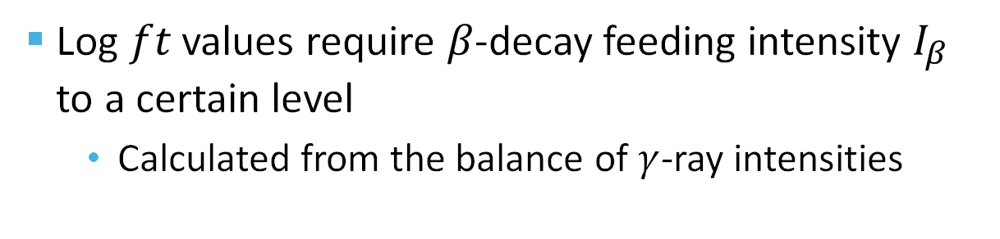 ▪ Log 𝑓𝑡 values require 𝛽-decay feeding intensity 𝐼𝛽
to a certain level
• Calculated from the balance of 𝛾-ray intensities